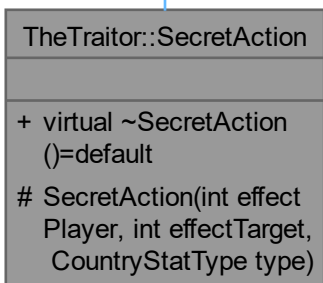 TheTraitor::SecretAction
+ virtual ~SecretAction
()=default
# SecretAction(int effect
Player, int effectTarget,
CountryStatType type)